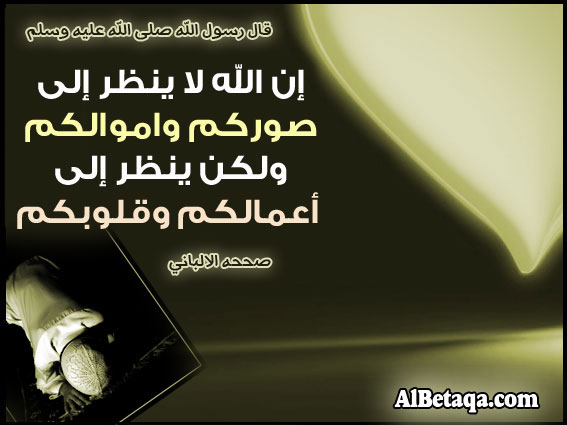 قال رسول الله صلى الله عليه وسلم
إن الله لا ينظر إلى
صوركم واموالكم
ولكن ينظر إلى
أعمالكم وقلوبكم
صححه الالباني
AlBetaqa.com